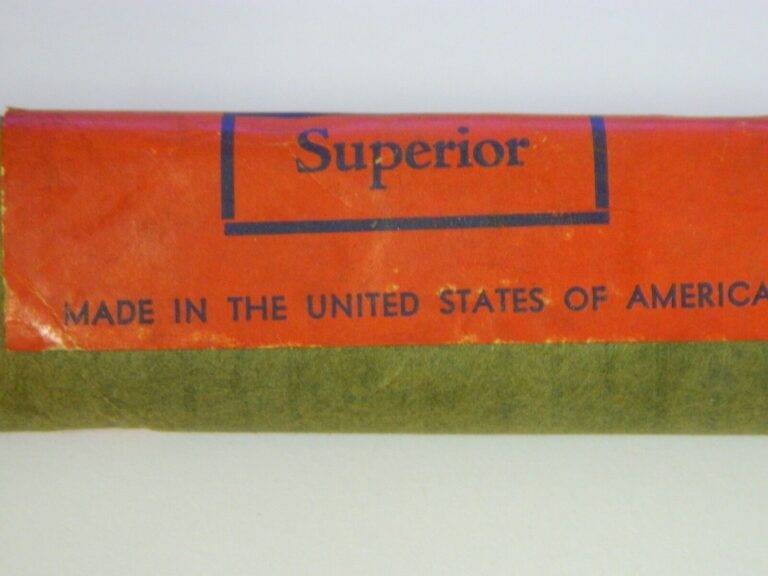 Superior
MADE IN THE UNITED STATES OF AMERICA